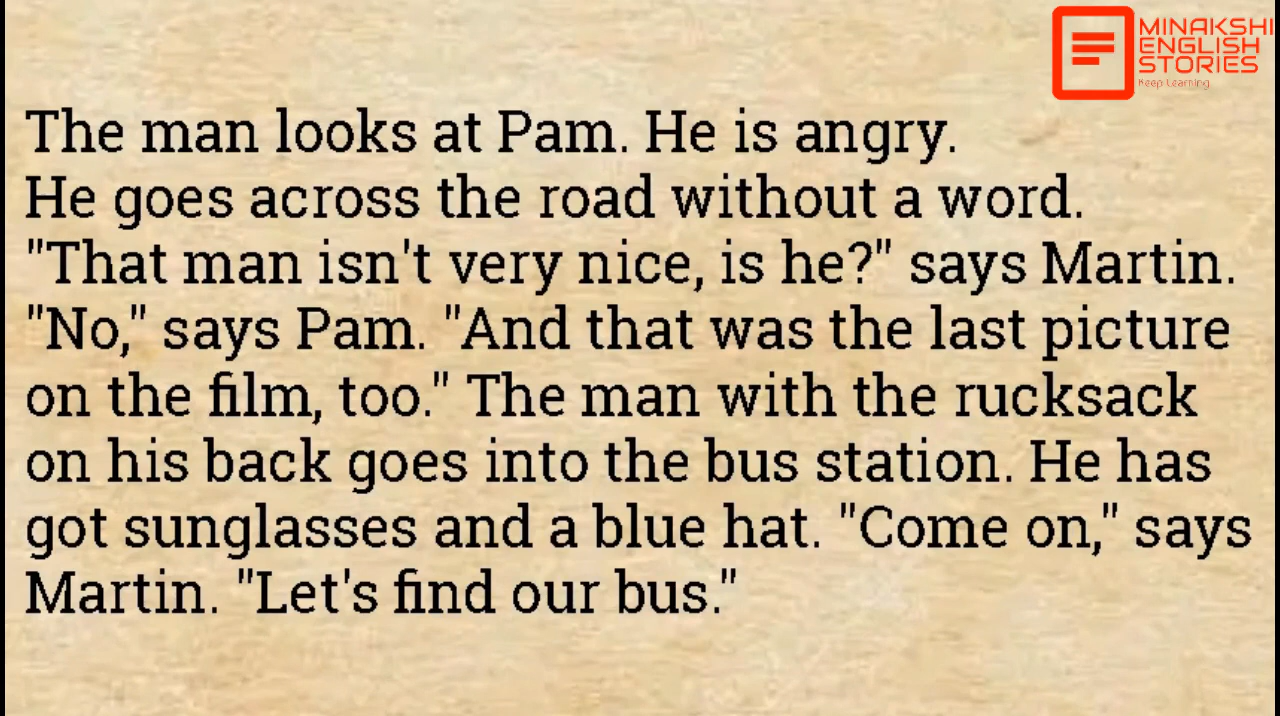 MINAKSHI
ENGLISH
STORIES
Keep Learning
The man looks at Pam. He is angry.
He goes across the road without a word.
"That man isn't very nice, is he?" says Martin.
"No," says Pam. "And that was the last picture
on the film, too." The man with the rucksack
on his back goes into the bus station. He has
got sunglasses and a blue hat. "Come on," says
Martin. "Let's find our bus."